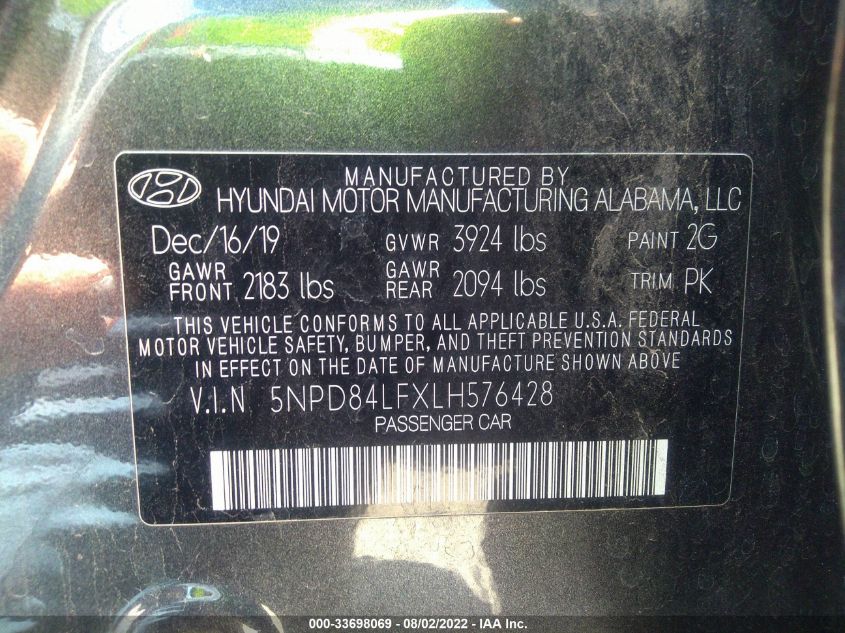 MANUFACTURED BY
HYUNDAI MOTOR MANUFACTURING ALABAMA, LLC
Dec/16/19 GVWR 3924 lbs PAINT 2G
GAWR FRONT 2183 lbs GAWR REAR 2094 lbs TRIM PK
THIS VEHICLE CONFORMS TO ALL APPLICABLE U.S.A. FEDERAL
MOTOR VEHICLE SAFETY, BUMPER, AND THEFT PREVENTION STANDARDS
IN EFFECT ON THE DATE OF MANUFACTURE SHOWN ABOVE
V.I.N 5NPD84LFXLH576428
PASSENGER CAR
000-33698069 - 08/02/2022 - IAA Inc.